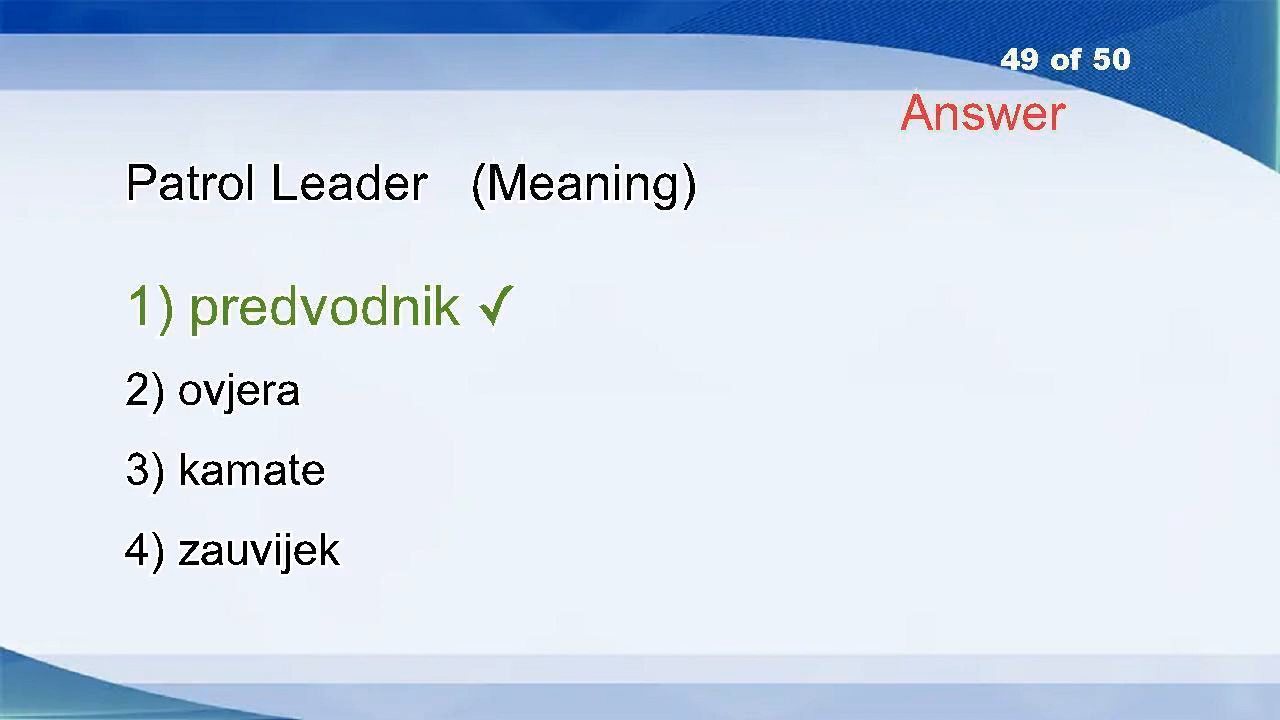 49 of 50
Answer
Patrol Leader (Meaning)
1) predvodnik ✓
2) ovjera
3) kamate
4) zauvijek